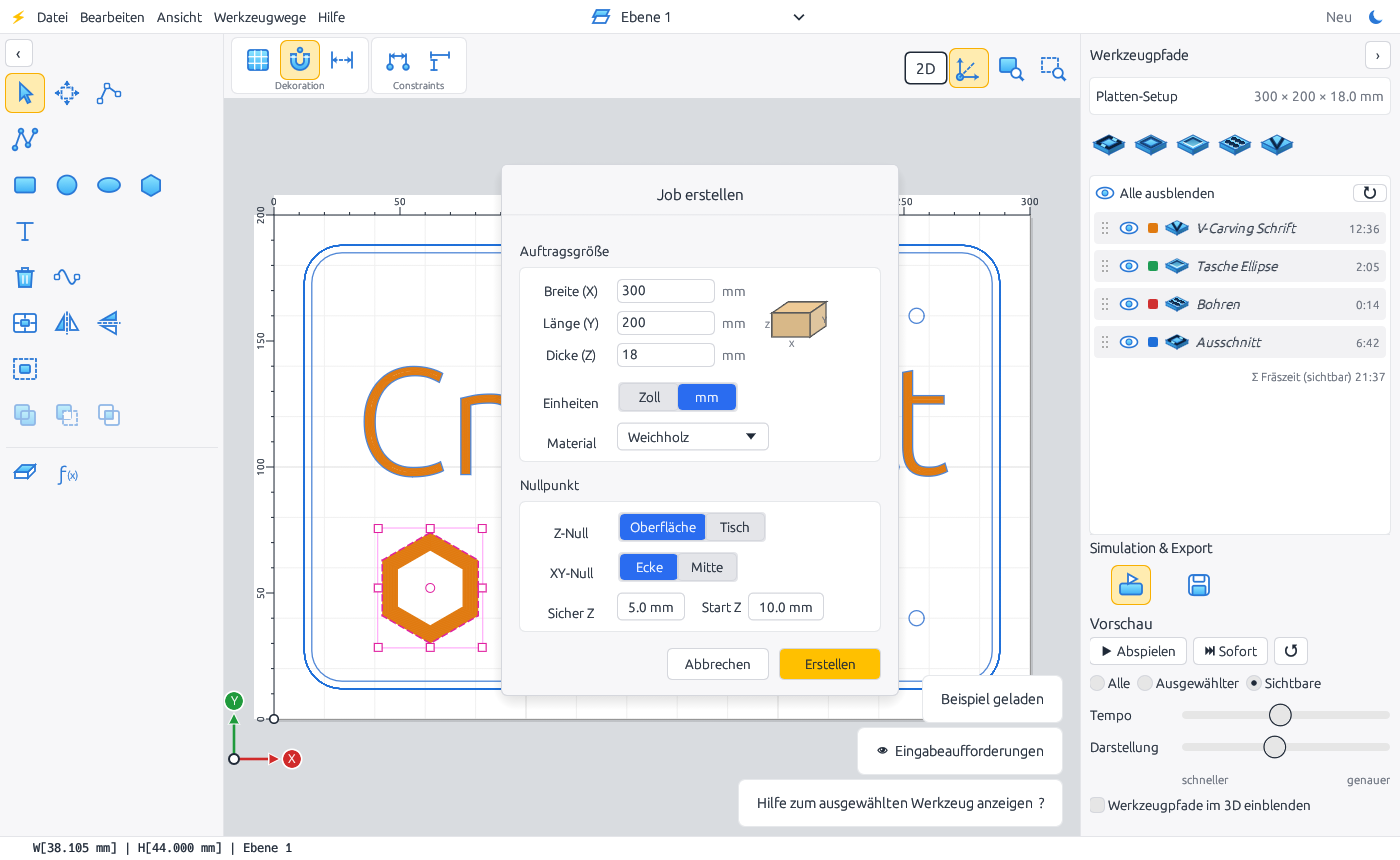 Datei Bearbeiten Ansicht Werkzeugwege Hilfe
Ebene 1
Neu
Dekoration
Constraints
2D
Werkzeugpfade
Platten-Setup 300 × 200 × 18.0 mm
Alle ausblenden
V-Carving Schrift 12:36
Tasche Ellipse 2:05
Bohren 0:14
Ausschnitt 6:42
Σ Fräszeit (sichtbar) 21:37
Simulation & Export
Vorschau
Abspielen Sofort
Alle Ausgewählter Sichtbare
Tempo
Darstellung
schneller genauer
Werkzeugpfade im 3D einblenden
0 50 250 300
200
150
100
50
0
Y
X
Job erstellen
Auftragsgröße
Breite (X) 300 mm
Länge (Y) 200 mm
Dicke (Z) 18 mm
Z
Y
X
Einheiten Zoll mm
Material Weichholz
Nullpunkt
Z-Null Oberfläche Tisch
XY-Null Ecke Mitte
Sicher Z 5.0 mm Start Z 10.0 mm
Abbrechen Erstellen
Beispiel geladen
Eingabeaufforderungen
Hilfe zum ausgewählten Werkzeug anzeigen ?
f(x)
W[38.105 mm] | H[44.000 mm] | Ebene 1